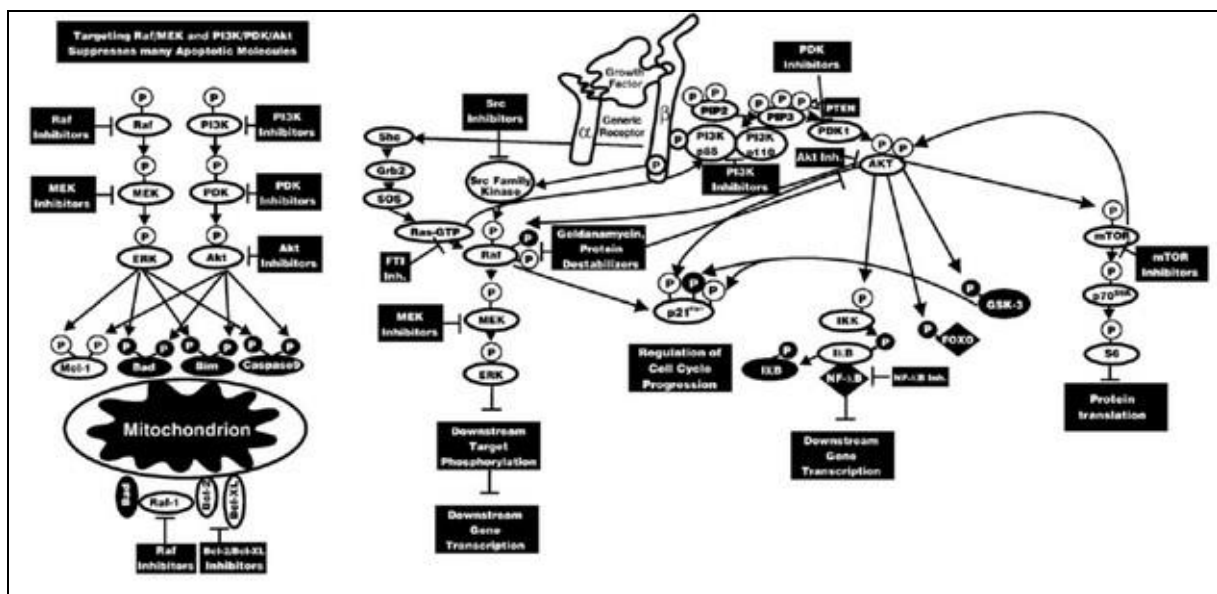 Targeting Raf/MEK and PI3K/PDK/Akt
Suppresses many Apoptotic Molecules
P
P
Raf
Inhibitors
Raf
PI3K
PI3K
Inhibitors
P
P
MEK
Inhibitors
MEK
PDK
PDK
Inhibitors
P
P
ERK
Akt
Akt
Inhibitors
P
P
P
P
P
P
P
P
Mcl-1
Bad
Bim
Caspase9
Mitochondrion
Bad
Raf-1
Bcl-2
Bcl-XL
Raf
Inhibitors
Bcl-2/Bcl-XL
Inhibitors
Growth
Factor
α
Generic
Receptor
β
P
P
Src
Inhibitors
Shc
Grb2
SOS
Src Family
Kinase
Ras-GTP
FTI
Inh.
P
Raf
P
P
Geldanamycin,
Protein
Destabilizers
P
MEK
Inhibitors
MEK
P
ERK
Downstream
Target
Phosphorylation
Downstream
Gene
Transcription
PDK
Inhibitors
P
P
PIP2
P
P
P
PIP3
PTEN
PDK1
PI3K
p85
PI3K
p110
PI3K
Inhibitors
Akt Inh.
P
P
AKT
P
P
P
Regulation of
Cell Cycle
Progression
P
IKK
P
P
NF-κB Inh.
Downstream
Gene
Transcription
P
FOXO
P
GSK-3
P
mTOR
mTOR
Inhibitors
P
P
S6
Protein
translation